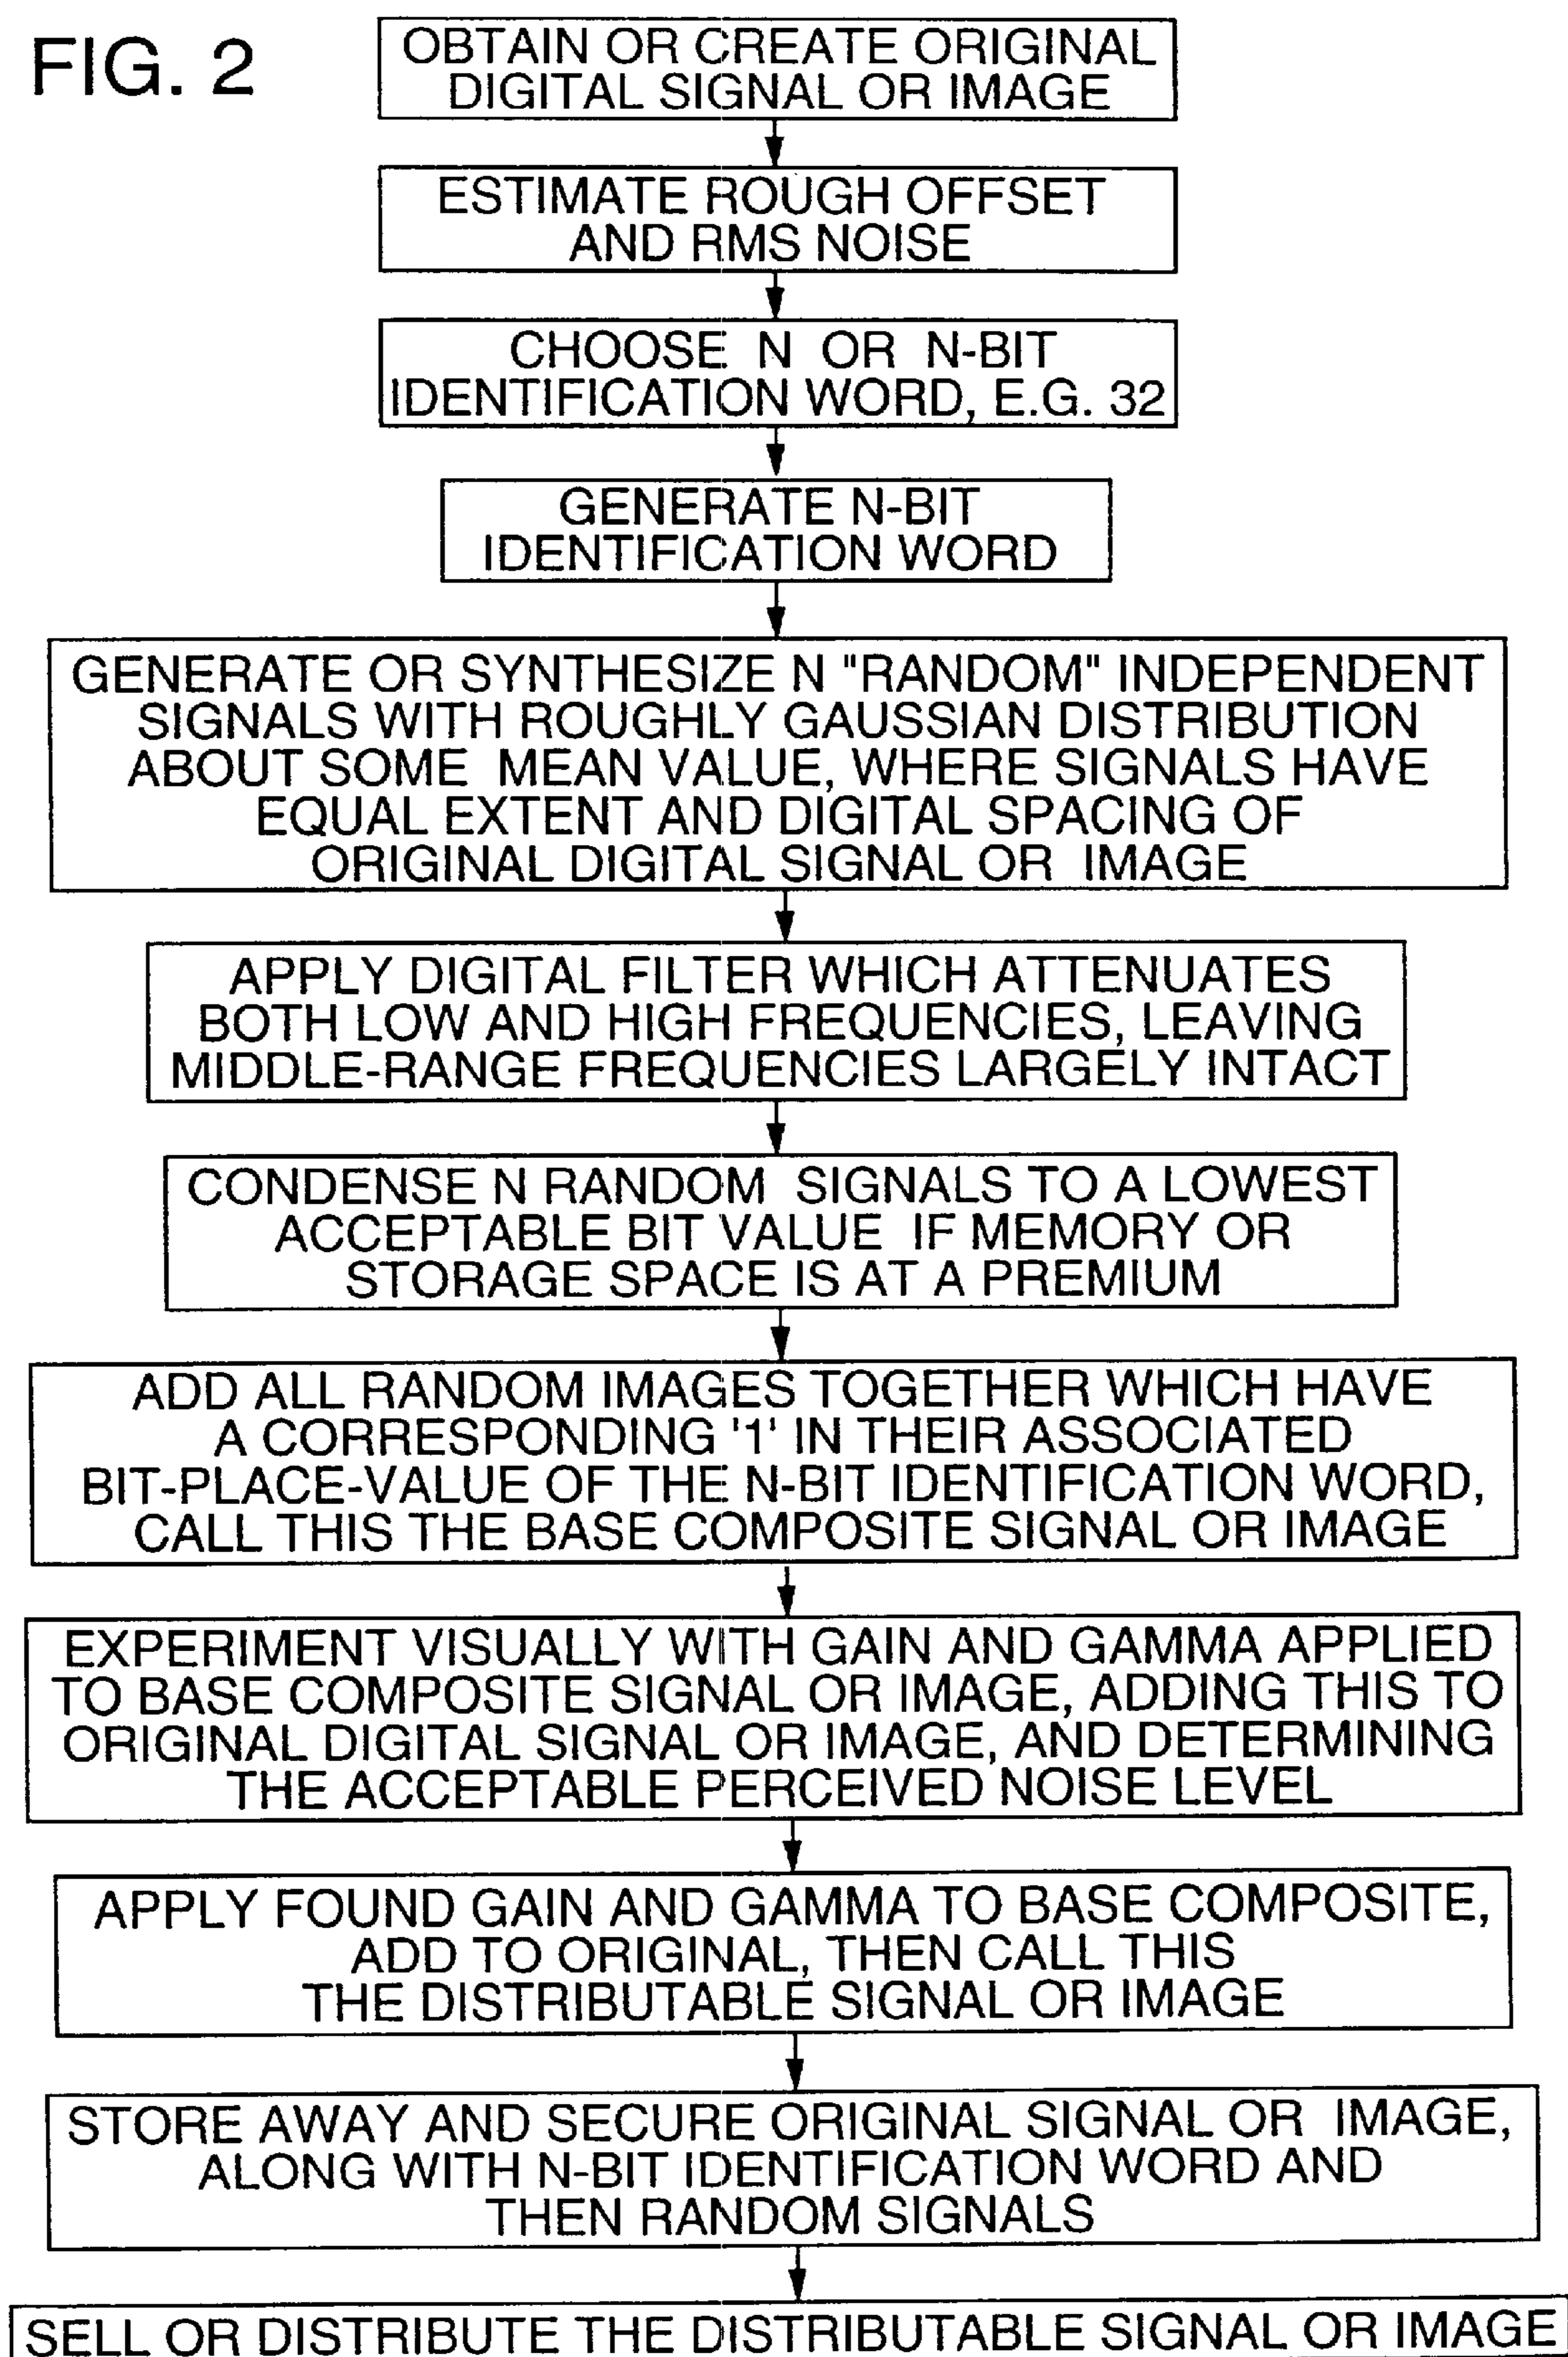 FIG. 2
OBTAIN OR CREATE ORIGINAL
DIGITAL SIGNAL OR IMAGE
ESTIMATE ROUGH OFFSET
AND RMS NOISE
CHOOSE N OR N-BIT
IDENTIFICATION WORD, E.G. 32
GENERATE N-BIT
IDENTIFICATION WORD
GENERATE OR SYNTHESIZE N "RANDOM" INDEPENDENT
SIGNALS WITH ROUGHLY GAUSSIAN DISTRIBUTION
ABOUT SOME MEAN VALUE, WHERE SIGNALS HAVE
EQUAL EXTENT AND DIGITAL SPACING OF
ORIGINAL DIGITAL SIGNAL OR IMAGE
APPLY DIGITAL FILTER WHICH ATTENUATES
BOTH LOW AND HIGH FREQUENCIES, LEAVING
MIDDLE-RANGE FREQUENCIES LARGELY INTACT
CONDENSE N RANDOM SIGNALS TO A LOWEST
ACCEPTABLE BIT VALUE IF MEMORY OR
STORAGE SPACE IS AT A PREMIUM
ADD ALL RANDOM IMAGES TOGETHER WHICH HAVE
A CORRESPONDING '1' IN THEIR ASSOCIATED
BIT-PLACE-VALUE OF THE N-BIT IDENTIFICATION WORD,
CALL THIS THE BASE COMPOSITE SIGNAL OR IMAGE
EXPERIMENT VISUALLY WITH GAIN AND GAMMA APPLIED
TO BASE COMPOSITE SIGNAL OR IMAGE, ADDING THIS TO
ORIGINAL DIGITAL SIGNAL OR IMAGE, AND DETERMINING
THE ACCEPTABLE PERCEIVED NOISE LEVEL
APPLY FOUND GAIN AND GAMMA TO BASE COMPOSITE,
ADD TO ORIGINAL, THEN CALL THIS
THE DISTRIBUTABLE SIGNAL OR IMAGE
STORE AWAY AND SECURE ORIGINAL SIGNAL OR IMAGE,
ALONG WITH N-BIT IDENTIFICATION WORD AND
THEN RANDOM SIGNALS
SELL OR DISTRIBUTE THE DISTRIBUTABLE SIGNAL OR IMAGE